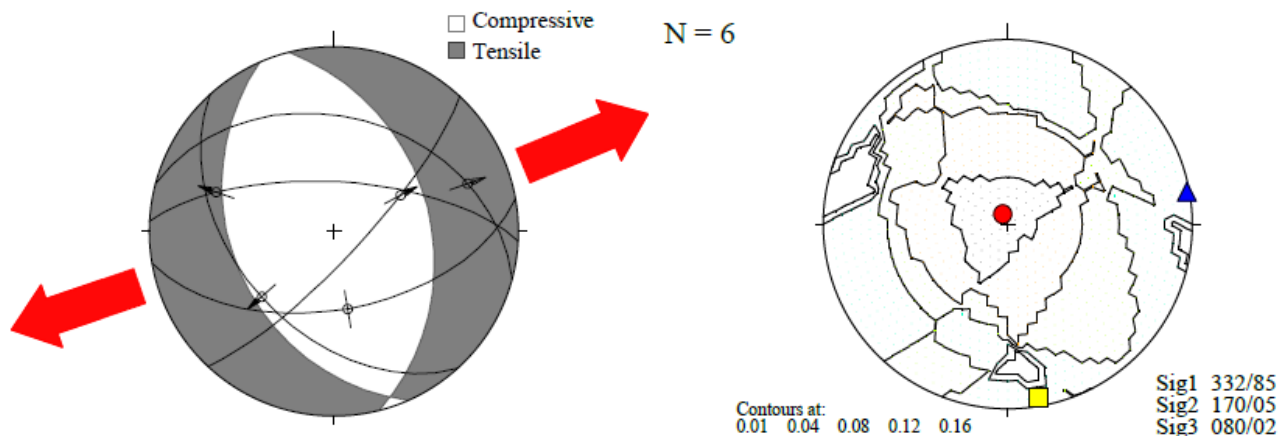 Compressive
Tensile
N = 6
Contours at:
0.01 0.04 0.08 0.12 0.16
Sig1 332/85
Sig2 170/05
Sig3 080/02